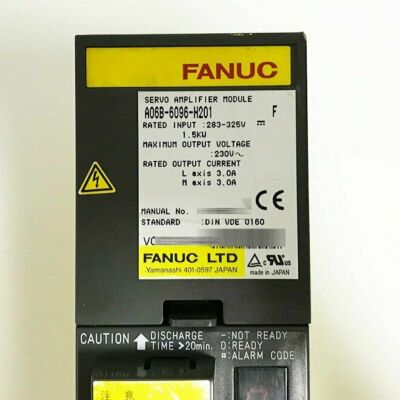 FANUC
SERVO AMPLIFIER MODULE
A06B-6096-H201 F
RATED INPUT :283-325V ⎓
1.5KW
MAXIMUM OUTPUT VOLTAGE
:230V~
RATED OUTPUT CURRENT
L axis 3.0A
M axis 3.0A
MANUAL No.
STANDARD :DIN VDE 0160
CE
FANUC LTD
Yamanashi 401-0597 JAPAN
made in JAPAN
CAUTION DISCHARGE
TIME >20min.
-:NOT READY
0:READY
#:ALARM CODE
注 意